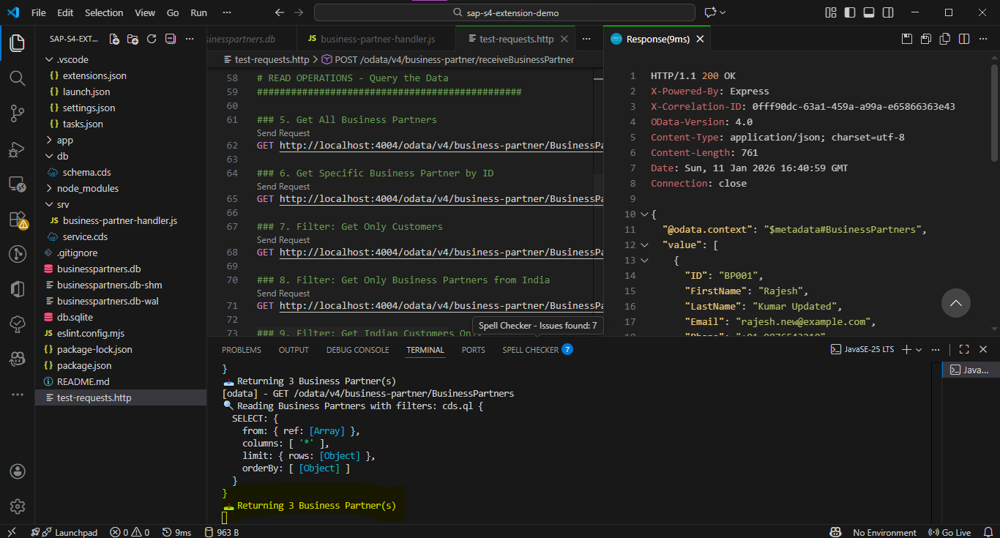 File Edit Selection View Go Run ··· sap-s4-extension-demo
SAP-S4-EXT...
.vscode
{} extensions.json
{} launch.json
{} settings.json
{} tasks.json
app
db
schema.cds
node_modules
srv
JS business-partner-handler.js
service.cds
.gitignore
businesspartners.db
businesspartners.db-shm
businesspartners.db-wal
db.sqlite
JS eslint.config.mjs
{} package-lock.json
{} package.json
README.md
test-requests.http
businesspartners.db JS business-partner-handler.js test-requests.http
test-requests.http > POST /odata/v4/business-partner/receiveBusinessPartner
58 # READ OPERATIONS - Query the Data
59 ###############################################
60
61 ### 5. Get All Business Partners
Send Request
62 GET http://localhost:4004/odata/v4/business-partner/BusinessPa
63
64 ### 6. Get Specific Business Partner by ID
Send Request
65 GET http://localhost:4004/odata/v4/business-partner/BusinessPa
66
67 ### 7. Filter: Get Only Customers
Send Request
68 GET http://localhost:4004/odata/v4/business-partner/BusinessPa
69
70 ### 8. Filter: Get Only Business Partners from India
Send Request
71 GET http://localhost:4004/odata/v4/business-partner/BusinessPa
72
73 ### 9. Filter: Get Indian Customers Only
Spell Checker - Issues found: 7
Response(9ms)
1 HTTP/1.1 200 OK
2 X-Powered-By: Express
3 X-Correlation-ID: 0fff90dc-63a1-459a-a99a-e65866363e43
4 OData-Version: 4.0
5 Content-Type: application/json; charset=utf-8
6 Content-Length: 761
7 Date: Sun, 11 Jan 2026 16:40:59 GMT
8 Connection: close
9
10 {
11 "@odata.context": "$metadata#BusinessPartners",
12 "value": [
13 {
14 "ID": "BP001",
15 "FirstName": "Rajesh",
16 "LastName": "Kumar Updated",
17 "Email": "rajesh.new@example.com",
18 "Phone": "+91-9876543210"
PROBLEMS OUTPUT DEBUG CONSOLE TERMINAL PORTS SPELL CHECKER 7 JavaSE-25 LTS
}
Returning 3 Business Partner(s)
[odata] - GET /odata/v4/business-partner/BusinessPartners
Reading Business Partners with filters: cds.ql {
SELECT: {
from: { ref: [Array] },
columns: [ '*' ],
limit: { rows: [Object] },
orderBy: [ [Object] ]
}
}
Returning 3 Business Partner(s)
Java...
Launchpad 0 0 9ms 963 B No Environment Go Live